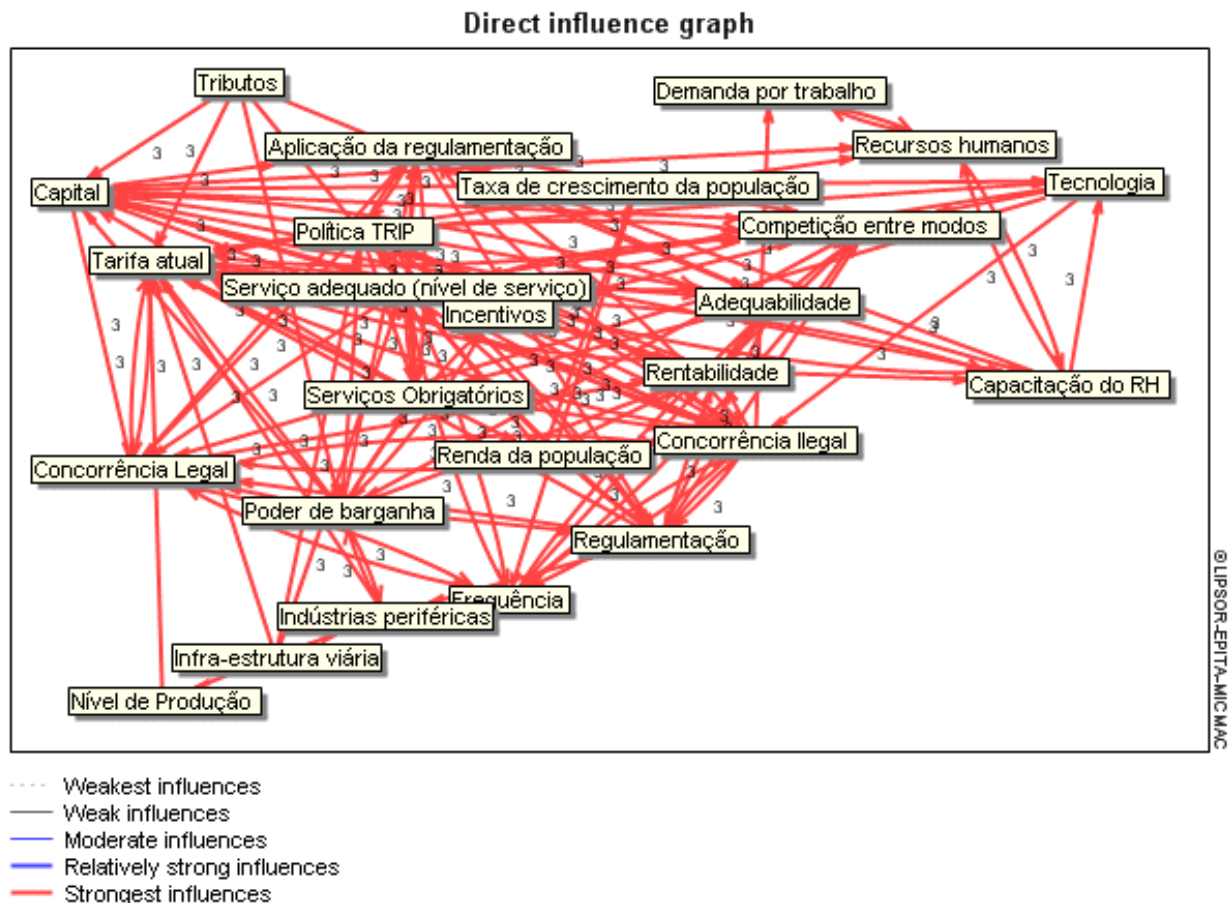 Direct influence graph
Tributos
Demanda por trabalho
Aplicação da regulamentação
Recursos humanos
Capital
Taxa de crescimento da população
Tecnologia
Política TRIP
Competição entre modos
Tarifa atual
Serviço adequado (nível de serviço)
Adequabilidade
Incentivos
Rentabilidade
Capacitação do RH
Serviços Obrigatórios
Concorrência Ilegal
Concorrência Legal
Renda da população
Poder de barganha
Regulamentação
Frequência
Indústrias periféricas
Infra-estrutura viária
Nível de Produção
©LIPSOR-EPITA-MICMAC
Weakest influences
Weak influences
Moderate influences
Relatively strong influences
Strongest influences